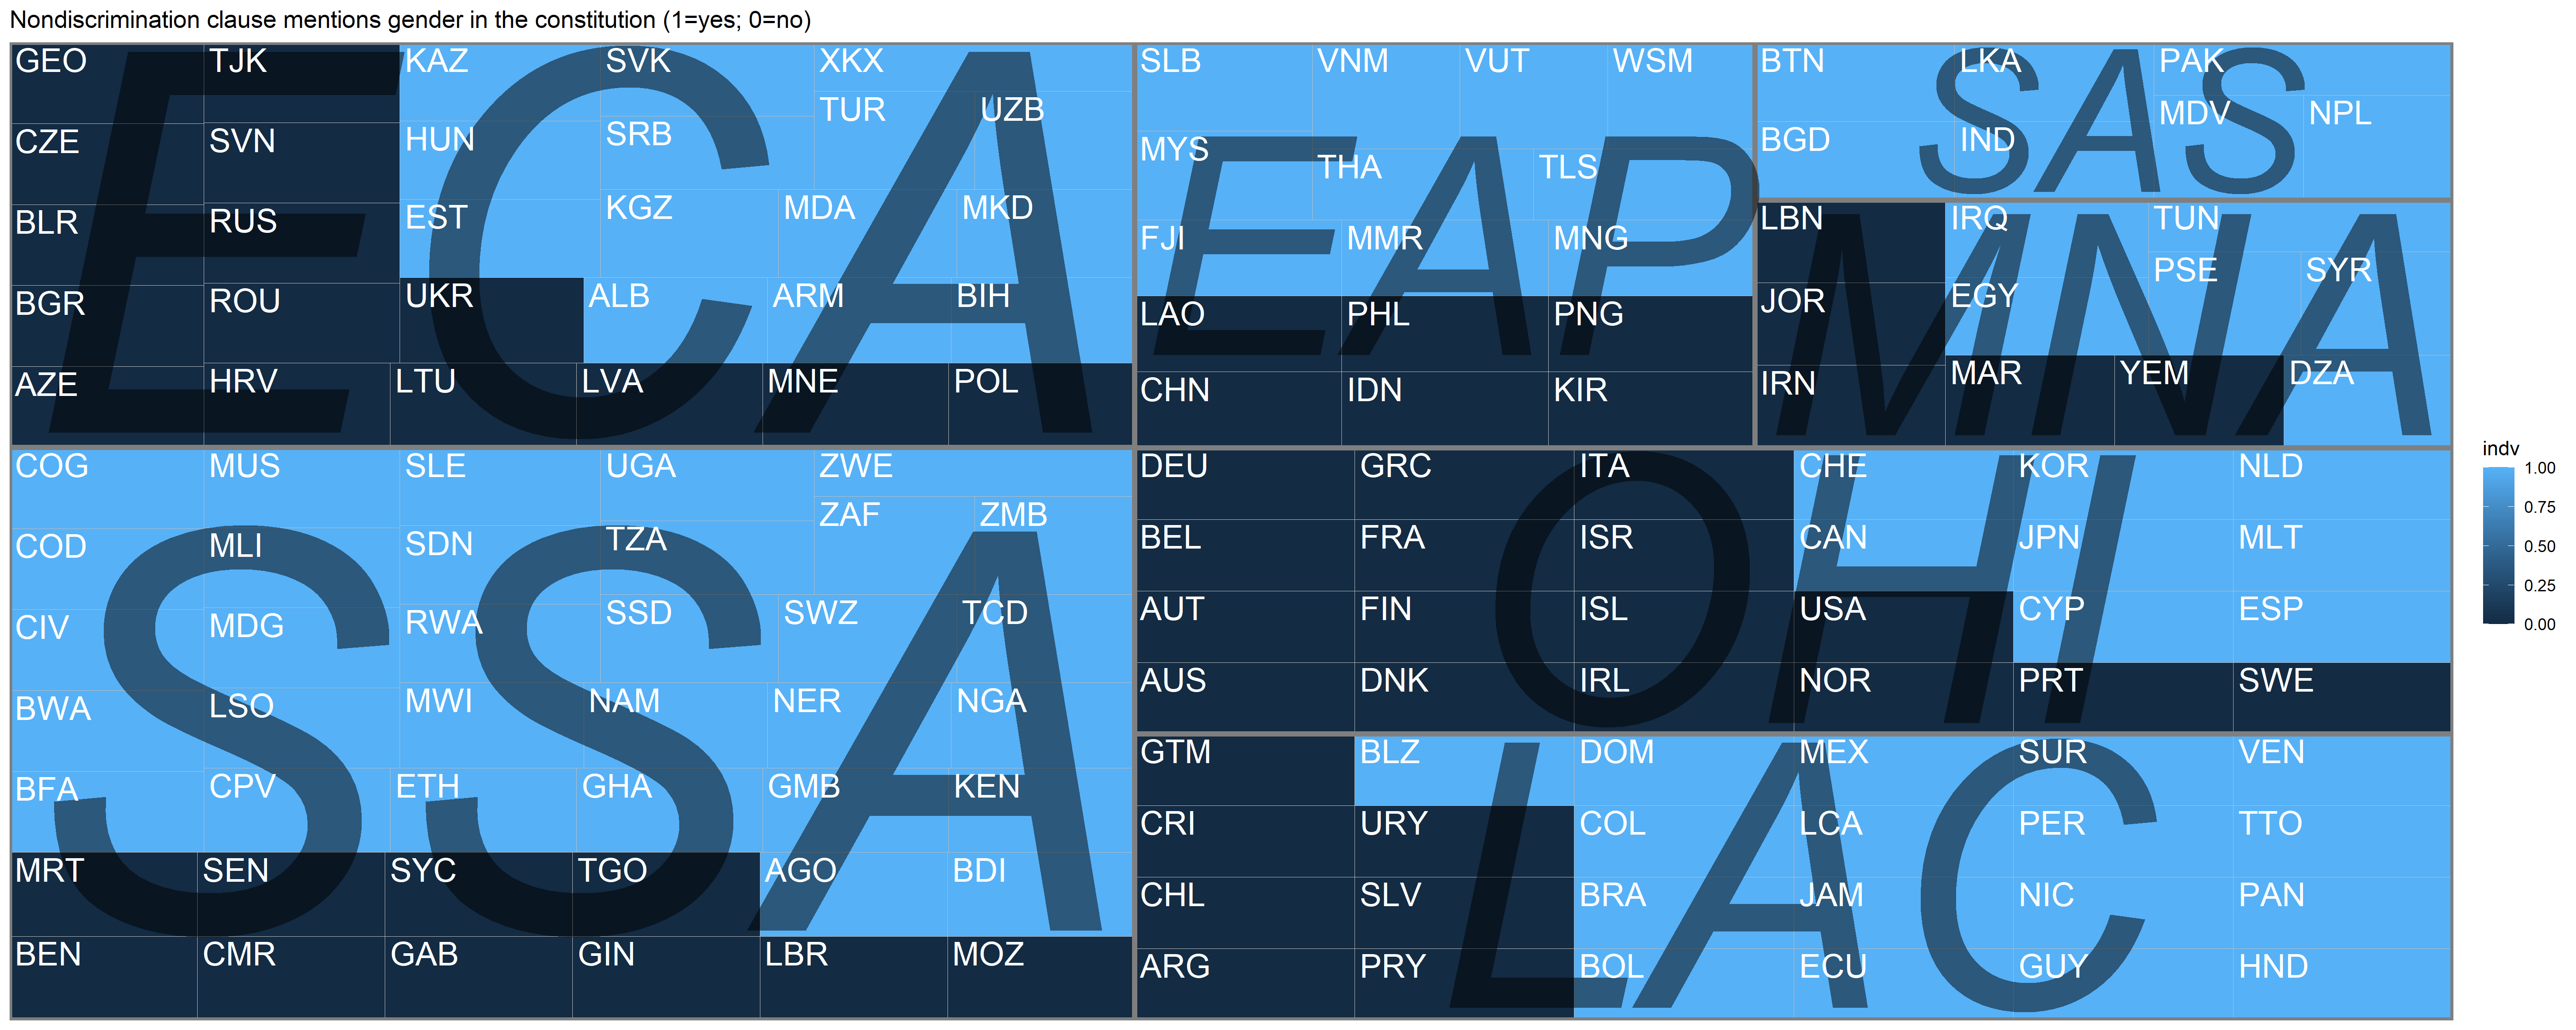 Nondiscrimination clause mentions gender in the constitution (1=yes; 0=no)
ECA
GEO TJK KAZ SVK XKX
TUR UZB
CZE SVN HUN SRB
BLR RUS EST KGZ MDA MKD
BGR ROU UKR ALB ARM BIH
AZE HRV LTU LVA MNE POL
EAP
SLB VNM VUT WSM
MYS THA TLS
FJI MMR MNG
LAO PHL PNG
CHN IDN KIR
SAS
BTN LKA PAK
MDV NPL
BGD IND
MNA
LBN IRQ TUN
PSE SYR
JOR EGY
IRN MAR YEM DZA
SSA
COG MUS SLE UGA ZWE
ZAF ZMB
COD MLI SDN TZA
CIV MDG RWA SSD SWZ TCD
BWA LSO MWI NAM NER NGA
BFA CPV ETH GHA GMB KEN
MRT SEN SYC TGO AGO BDI
BEN CMR GAB GIN LBR MOZ
OHI
DEU GRC ITA CHE KOR NLD
BEL FRA ISR CAN JPN MLT
AUT FIN ISL USA CYP ESP
AUS DNK IRL NOR PRT SWE
LAC
GTM BLZ DOM MEX SUR VEN
CRI URY COL LCA PER TTO
CHL SLV BRA JAM NIC PAN
ARG PRY BOL ECU GUY HND
indv
1.00
0.75
0.50
0.25
0.00